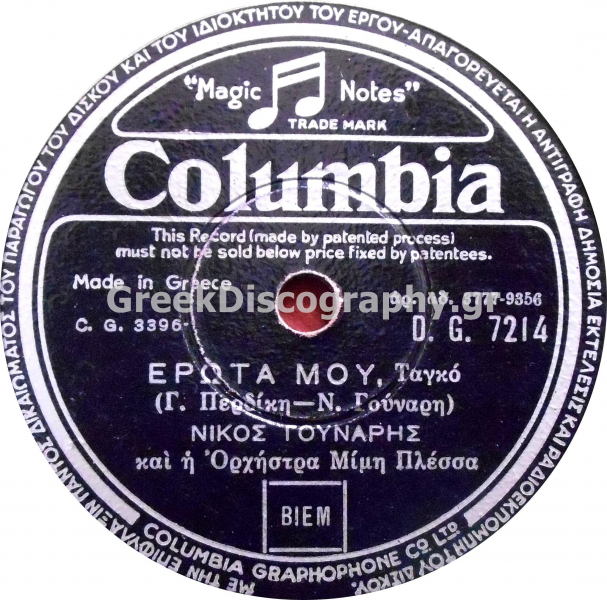 ΜΕ ΤΗΝ ΕΠΙΦΥΛΑΞΙΝ ΠΑΝΤΟΣ ΔΙΚΑΙΩΜΑΤΟΣ ΤΟΥ ΠΑΡΑΓΩΓΟΥ ΤΟΥ ΔΙΣΚΟΥ ΚΑΙ ΤΟΥ ΙΔΙΟΚΤΗΤΟΥ ΤΟΥ ΕΡΓΟΥ-ΑΠΑΓΟΡΕΥΕΤΑΙ Η ΑΝΤΙΓΡΑΦΗ ΔΗΜΟΣΙΑ ΕΚΤΕΛΕΣΙΣ ΚΑΙ ΡΑΔΙΟΕΚΠΟΜΠΗ ΤΟΥ ΔΙΣΚΟΥ.
"Magic Notes"
TRADE MARK
Columbia
This Record (made by patented process)
must not be sold below price fixed by patentees.
Made in Greece
GreekDiscography.gr
C. G. 3396-
D. G. 7214
ΕΡΩΤΑ ΜΟΥ, Ταγκό
(Γ. Περδίκη—Ν. Γούναρη)
ΝΙΚΟΣ ΓΟΥΝΑΡΗΣ
καὶ ἡ Ὀρχήστρα Μίμη Πλέσσα
BIEM
COLUMBIA GRAPHOPHONE CO LTD